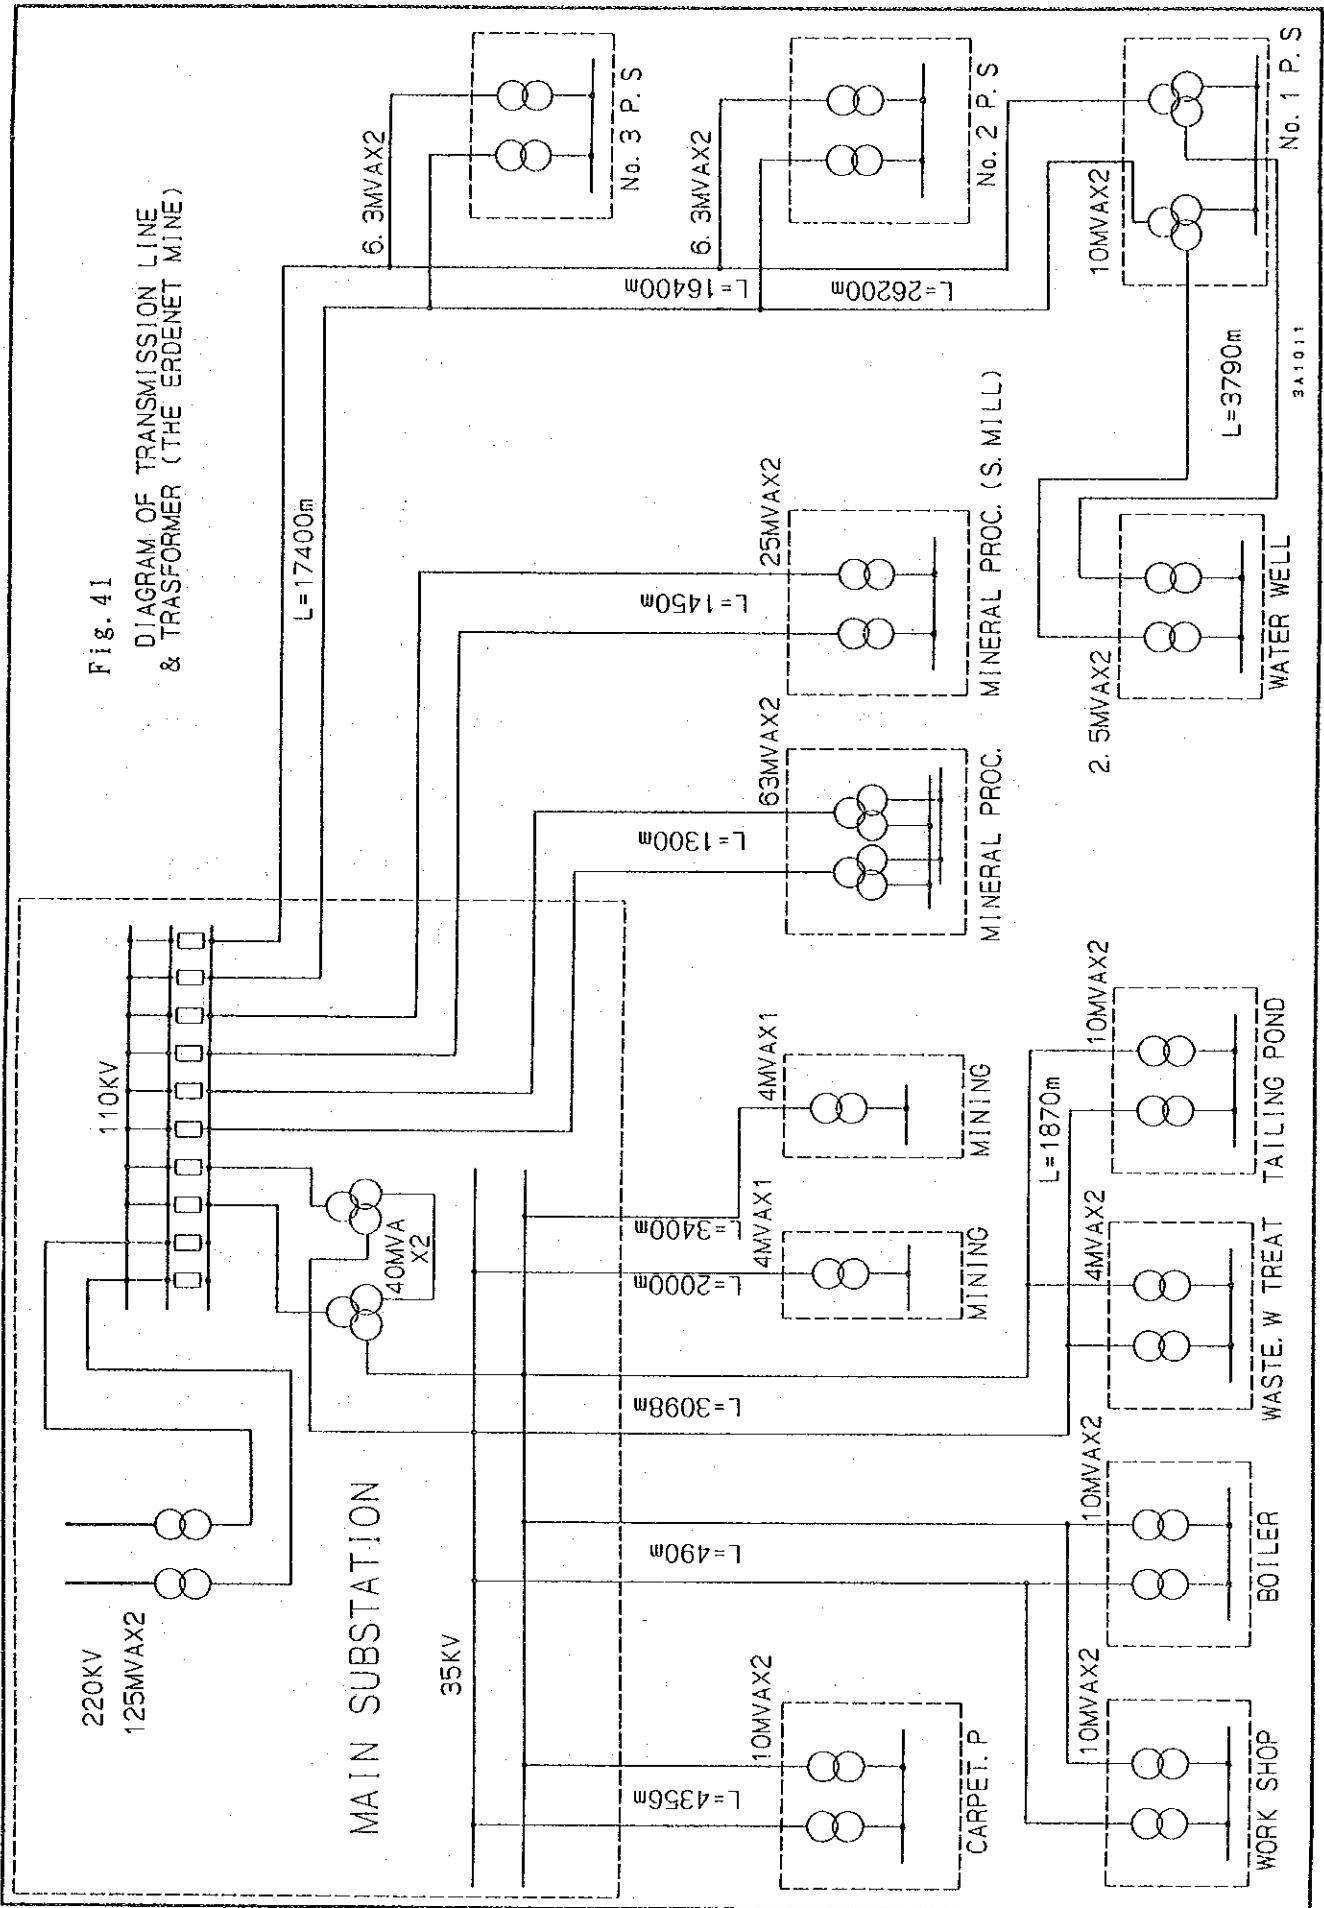 Fig. 41
DIAGRAM OF TRANSMISSION LINE
& TRASFORMER (THE ERDENET MINE)
220KV
125MVAX2
110KV
MAIN SUBSTATION
40MVA
X2
35KV
L=17400m
6. 3MVAX2
No. 3 P. S
L=16400m
6. 3MVAX2
No. 2 P. S
L=26200m
10MVAX2
No. 1 P. S
L=3790m
2. 5MVAX2
WATER WELL
L=1450m
25MVAX2
MINERAL PROC. (S. MILL)
L=1300m
63MVAX2
MINERAL PROC.
L=3400m
4MVAX1
MINING
L=2000m
4MVAX1
MINING
L=3098m
L=1870m
10MVAX2
TAILING POND
4MVAX2
WASTE. W TREAT
L=490m
10MVAX2
BOILER
10MVAX2
WORK SHOP
L=4356m
10MVAX2
CARPET. P
3A1011